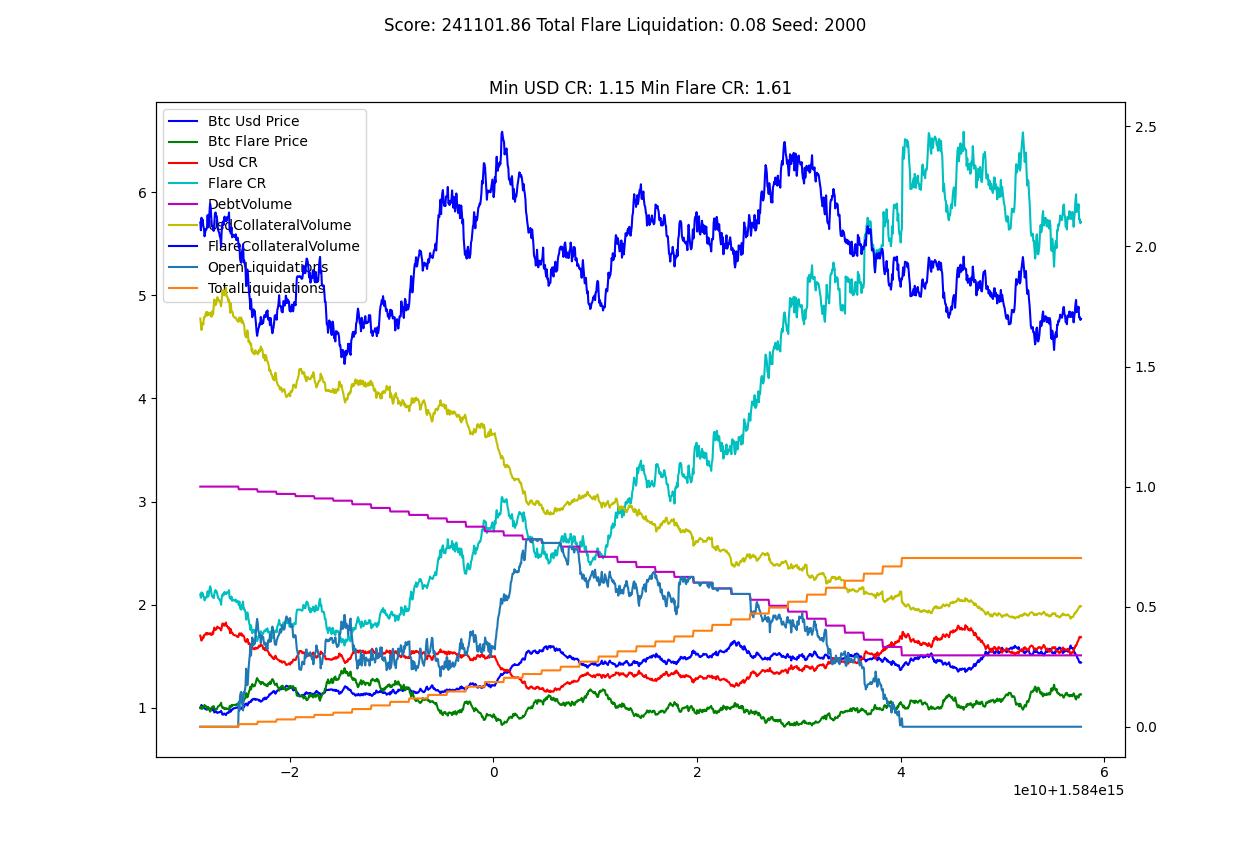 Score: 241101.86 Total Flare Liquidation: 0.08 Seed: 2000
Min USD CR: 1.15 Min Flare CR: 1.61
Btc Usd Price
Btc Flare Price
Usd CR
Flare CR
DebtVolume
UsdCollateralVolume
FlareCollateralVolume
OpenLiquidations
TotalLiquidations
6
5
4
3
2
1
2.5
2.0
1.5
1.0
0.5
0.0
−2
0
2
4
6
1e10+1.584e15